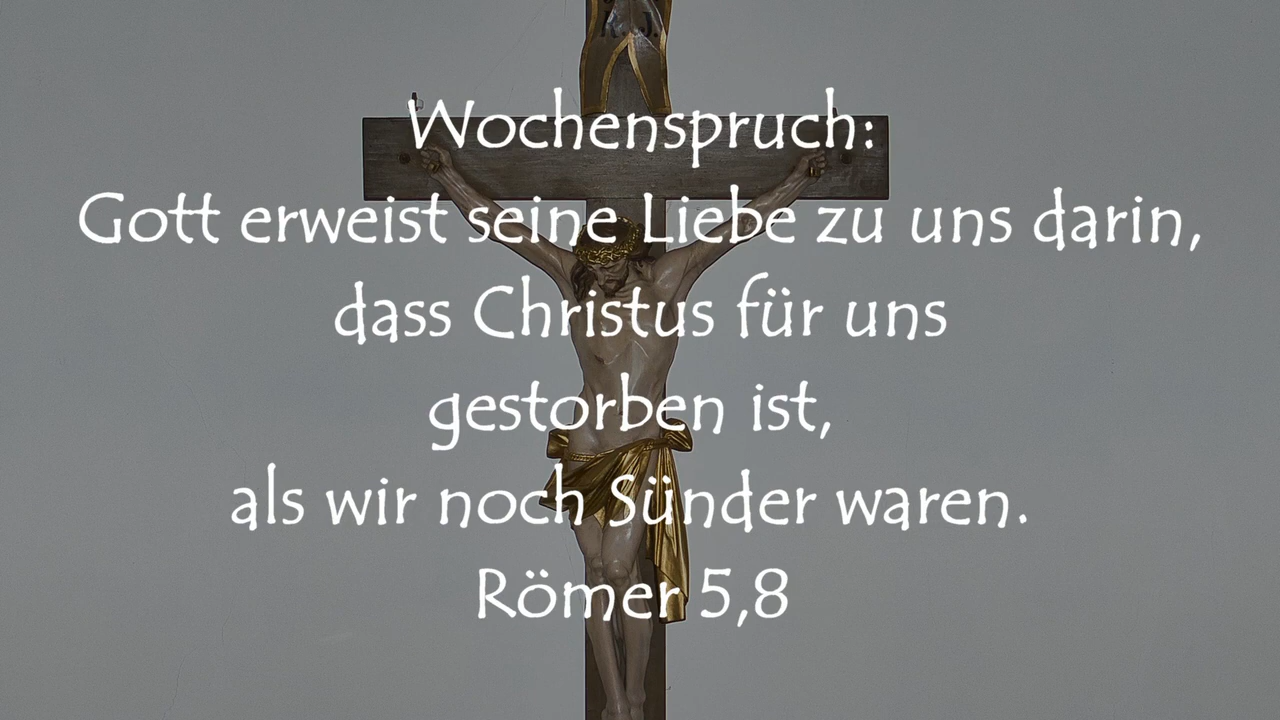 Wochenspruch:
Gott erweist seine Liebe zu uns darin,
dass Christus für uns
gestorben ist,
als wir noch Sünder waren.
Römer 5,8